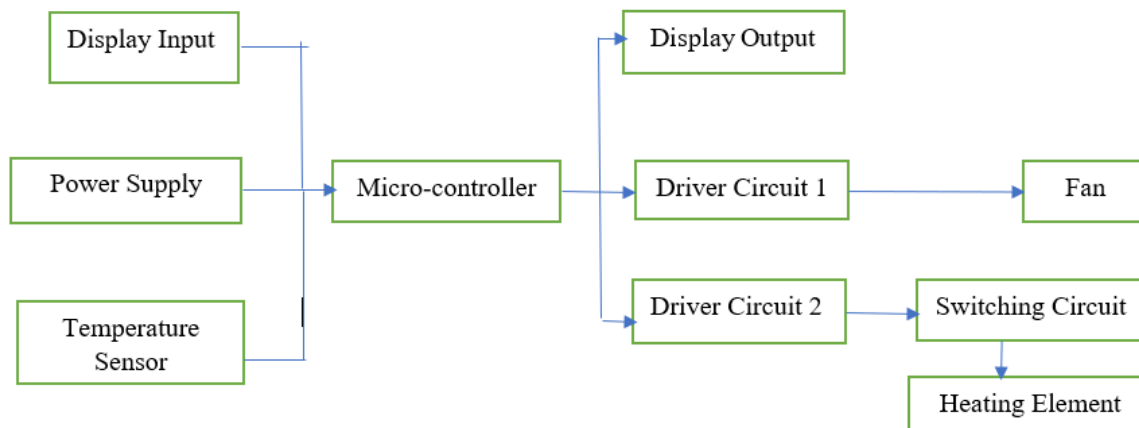 Display Input
Display Output
Power Supply
Micro-controller
Driver Circuit 1
Fan
Temperature
Sensor
Driver Circuit 2
Switching Circuit
Heating Element